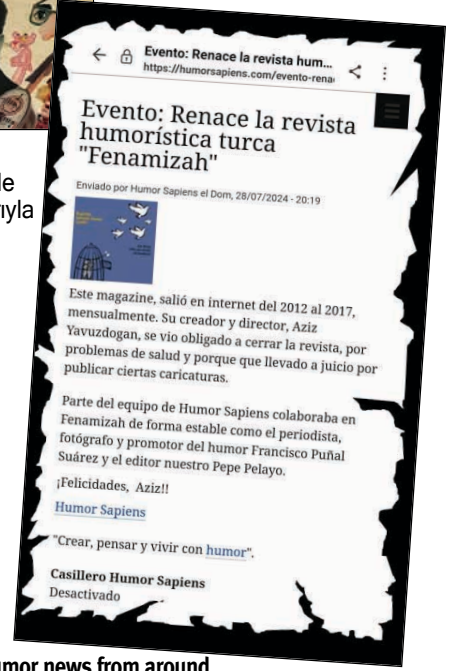 Evento: Renace la revista hum...
https://humorsapiens.com/evento-rena
Evento: Renace la revista
humorística turca
"Fenamizah"
Enviado por Humor Sapiens el Dom, 28/07/2024 - 20:19
Este magazine, salió en internet del 2012 al 2017,
mensualmente. Su creador y director, Aziz
Yavuzdogan, se vio obligado a cerrar la revista, por
problemas de salud y porque que llevado a juicio por
publicar ciertas caricaturas.
Parte del equipo de Humor Sapiens colaboraba en
Fenamizah de forma estable como el periodista,
fotógrafo y promotor del humor Francisco Puñal
Suárez y el editor nuestro Pepe Pelayo.
¡Felicidades, Aziz!!
Humor Sapiens
"Crear, pensar y vivir con humor".
Casillero Humor Sapiens
Desactivado
umor news from around